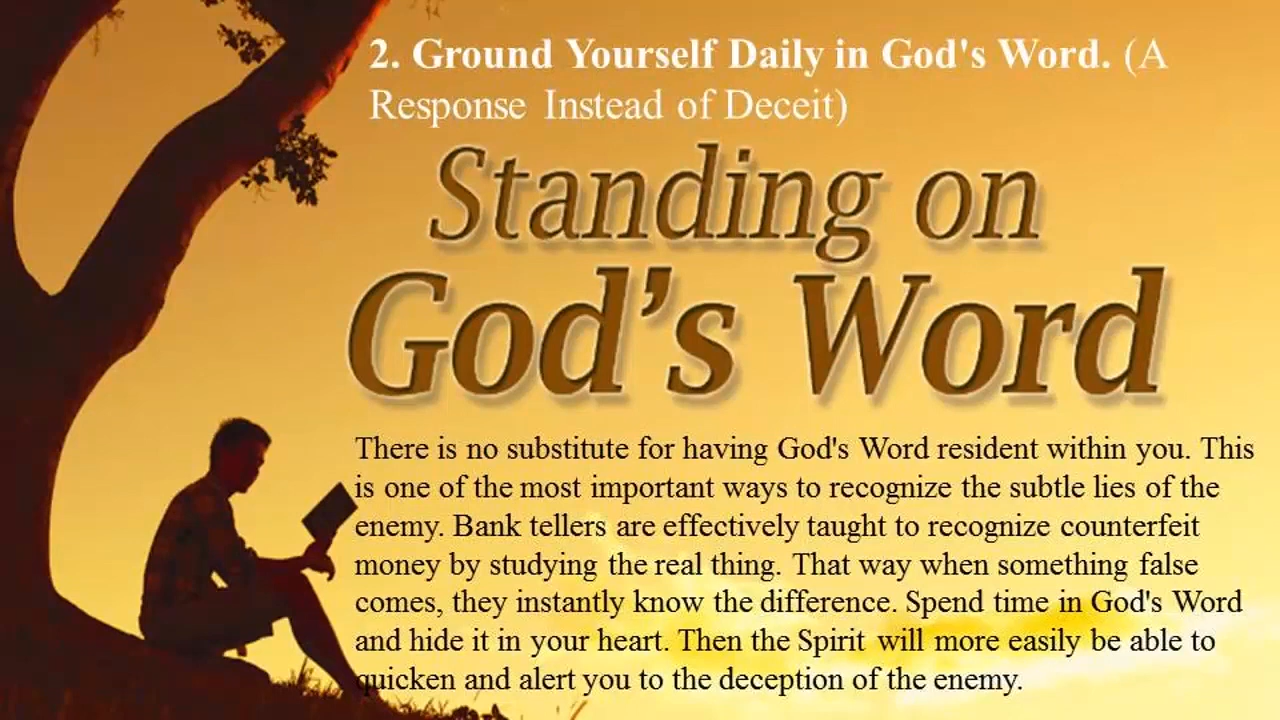 2. Ground Yourself Daily in God's Word. (A
Response Instead of Deceit)
Standing on
God's Word
There is no substitute for having God's Word resident within you. This
is one of the most important ways to recognize the subtle lies of the
enemy. Bank tellers are effectively taught to recognize counterfeit
money by studying the real thing. That way when something false
comes, they instantly know the difference. Spend time in God's Word
and hide it in your heart. Then the Spirit will more easily be able to
quicken and alert you to the deception of the enemy.